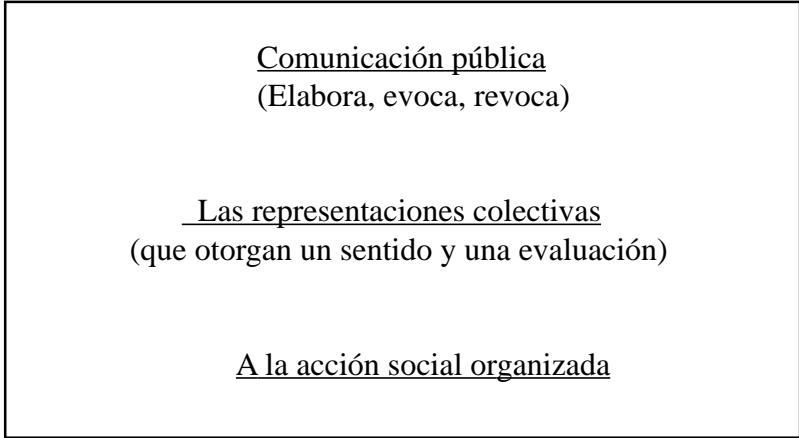 Comunicación pública
(Elabora, evoca, revoca)
Las representaciones colectivas
(que otorgan un sentido y una evaluación)
A la acción social organizada